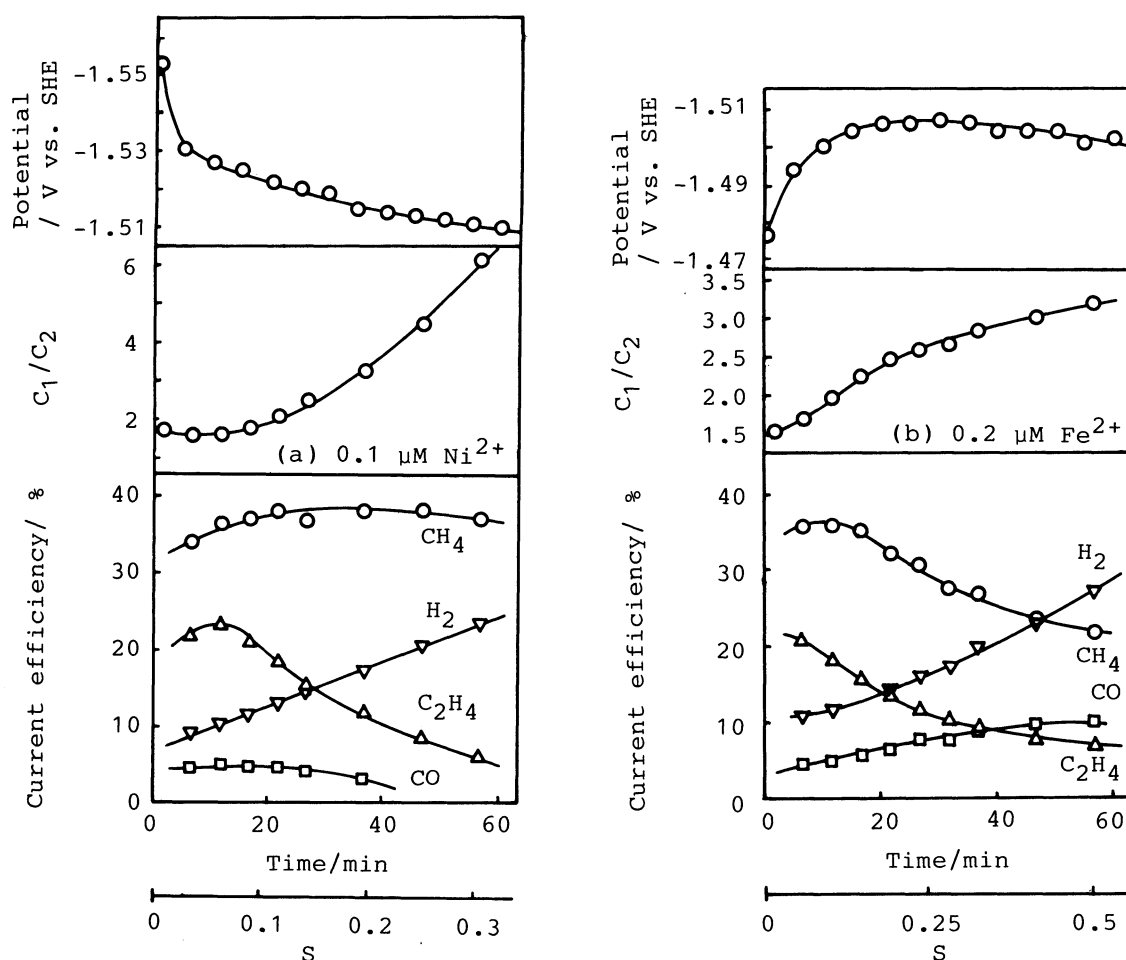 Potential
/ V vs. SHE
-1.55
-1.53
-1.51
C1/C2
6
4
2
(a) 0.1 µM Ni2+
Current efficiency/ %
40
30
20
10
0
CH4
H2
C2H4
CO
0 20 40 60
Time/min
0 0.1 0.2 0.3
S
Potential
/ V vs. SHE
-1.51
-1.49
-1.47
C1/C2
3.5
3.0
2.5
2.0
1.5
(b) 0.2 µM Fe2+
Current efficiency/ %
40
30
20
10
0
H2
CH4
CO
C2H4
0 20 40 60
Time/min
0 0.25 0.5
S